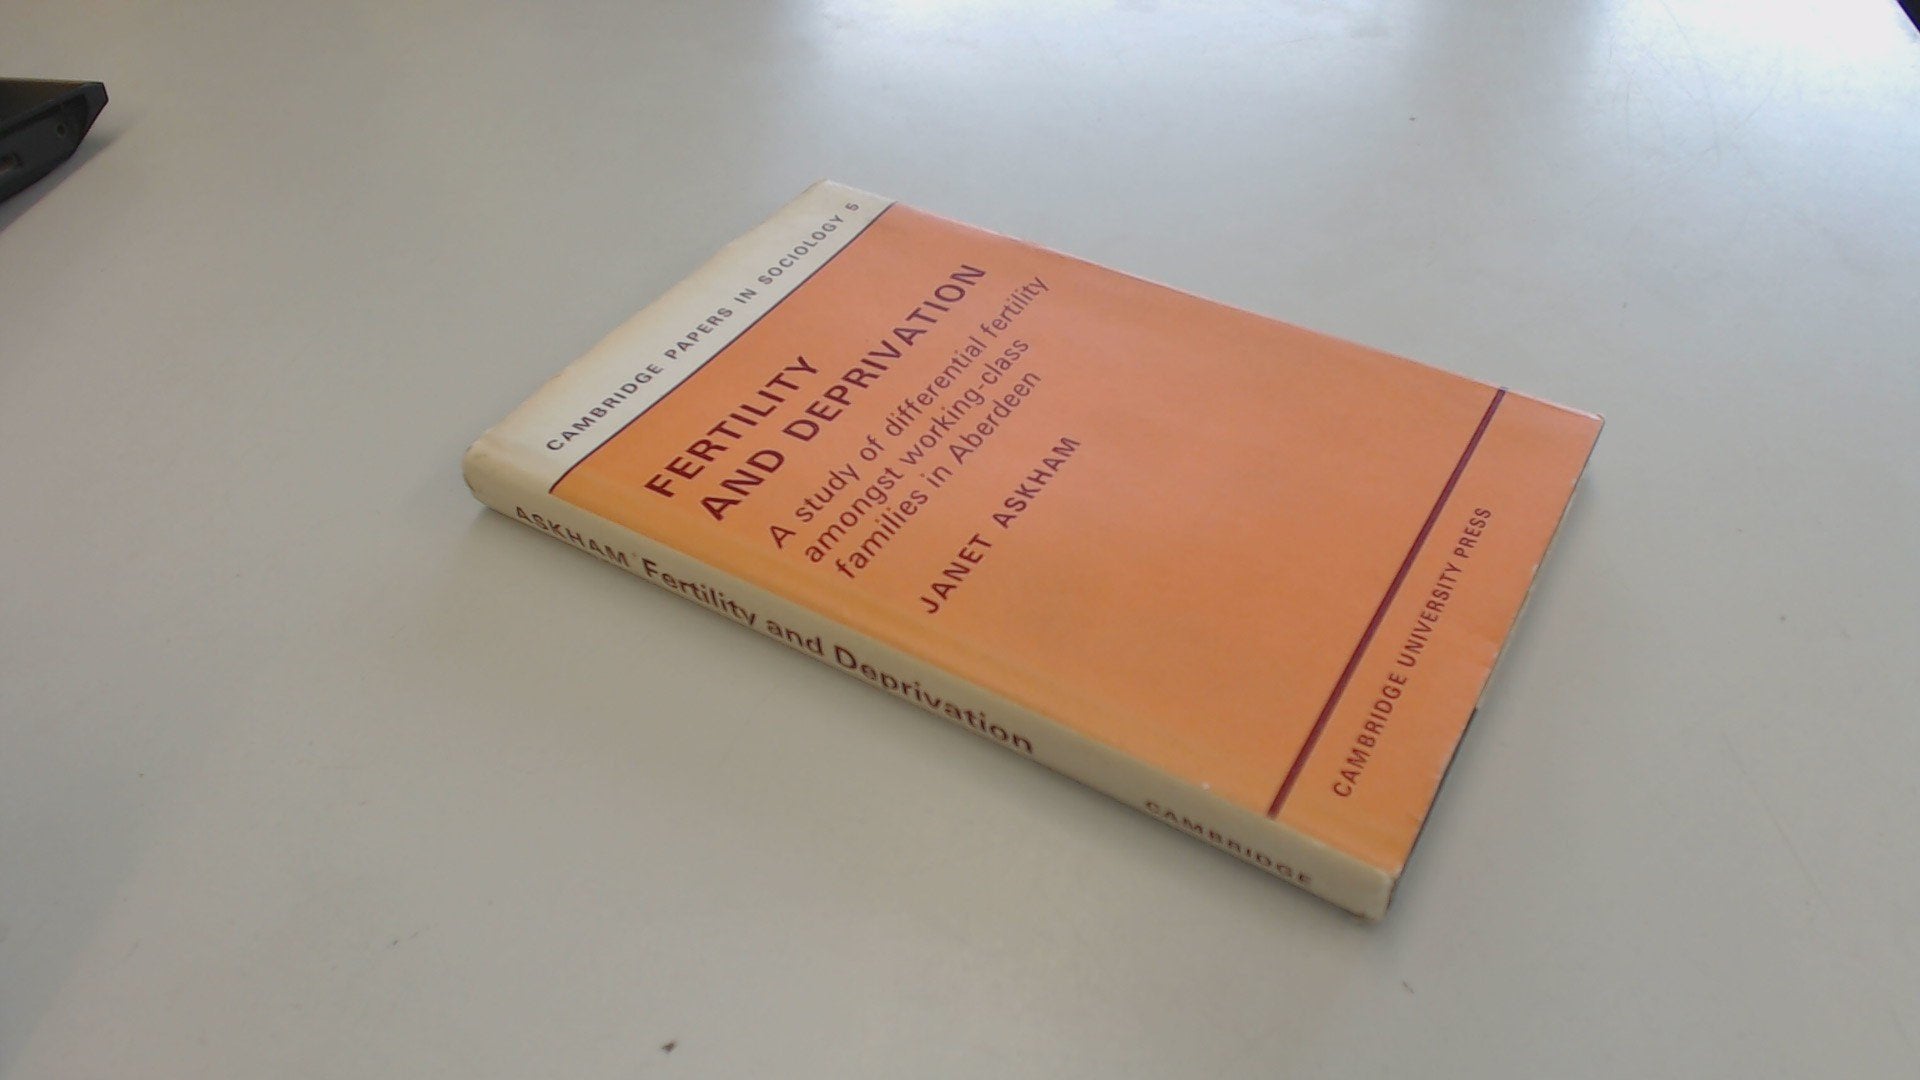 CAMBRIDGE PAPERS IN SOCIOLOGY 5
FERTILITY
AND DEPRIVATION
A study of differential fertility
amongst working-class
families in Aberdeen
JANET ASKHAM
CAMBRIDGE UNIVERSITY PRESS
ASKHAM Fertility and Deprivation
CAMBRIDGE